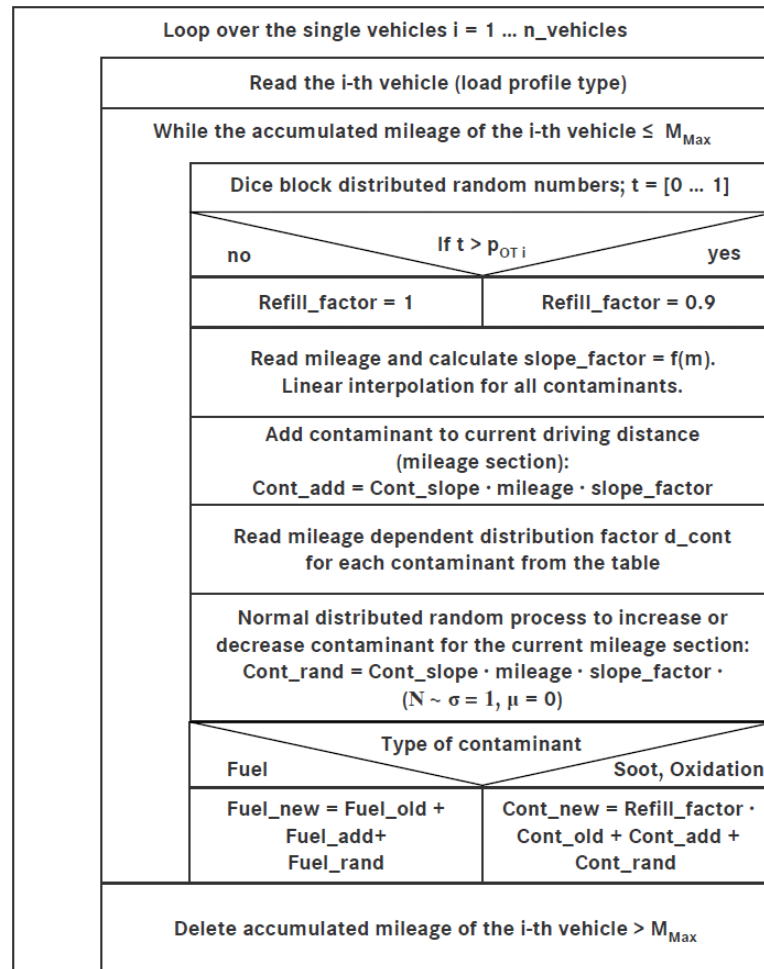 Loop over the single vehicles i = 1 ... n_vehicles
Read the i-th vehicle (load profile type)
While the accumulated mileage of the i-th vehicle ≤ M_Max
Dice block distributed random numbers; t = [0 ... 1]
If t > p_OT i
no
yes
Refill_factor = 1
Refill_factor = 0.9
Read mileage and calculate slope_factor = f(m).
Linear interpolation for all contaminants.
Add contaminant to current driving distance
(mileage section):
Cont_add = Cont_slope · mileage · slope_factor
Read mileage dependent distribution factor d_cont
for each contaminant from the table
Normal distributed random process to increase or
decrease contaminant for the current mileage section:
Cont_rand = Cont_slope · mileage · slope_factor ·
(N ~ σ = 1, μ = 0)
Type of contaminant
Fuel
Soot, Oxidation
Fuel_new = Fuel_old +
Fuel_add+
Fuel_rand
Cont_new = Refill_factor ·
Cont_old + Cont_add +
Cont_rand
Delete accumulated mileage of the i-th vehicle > M_Max